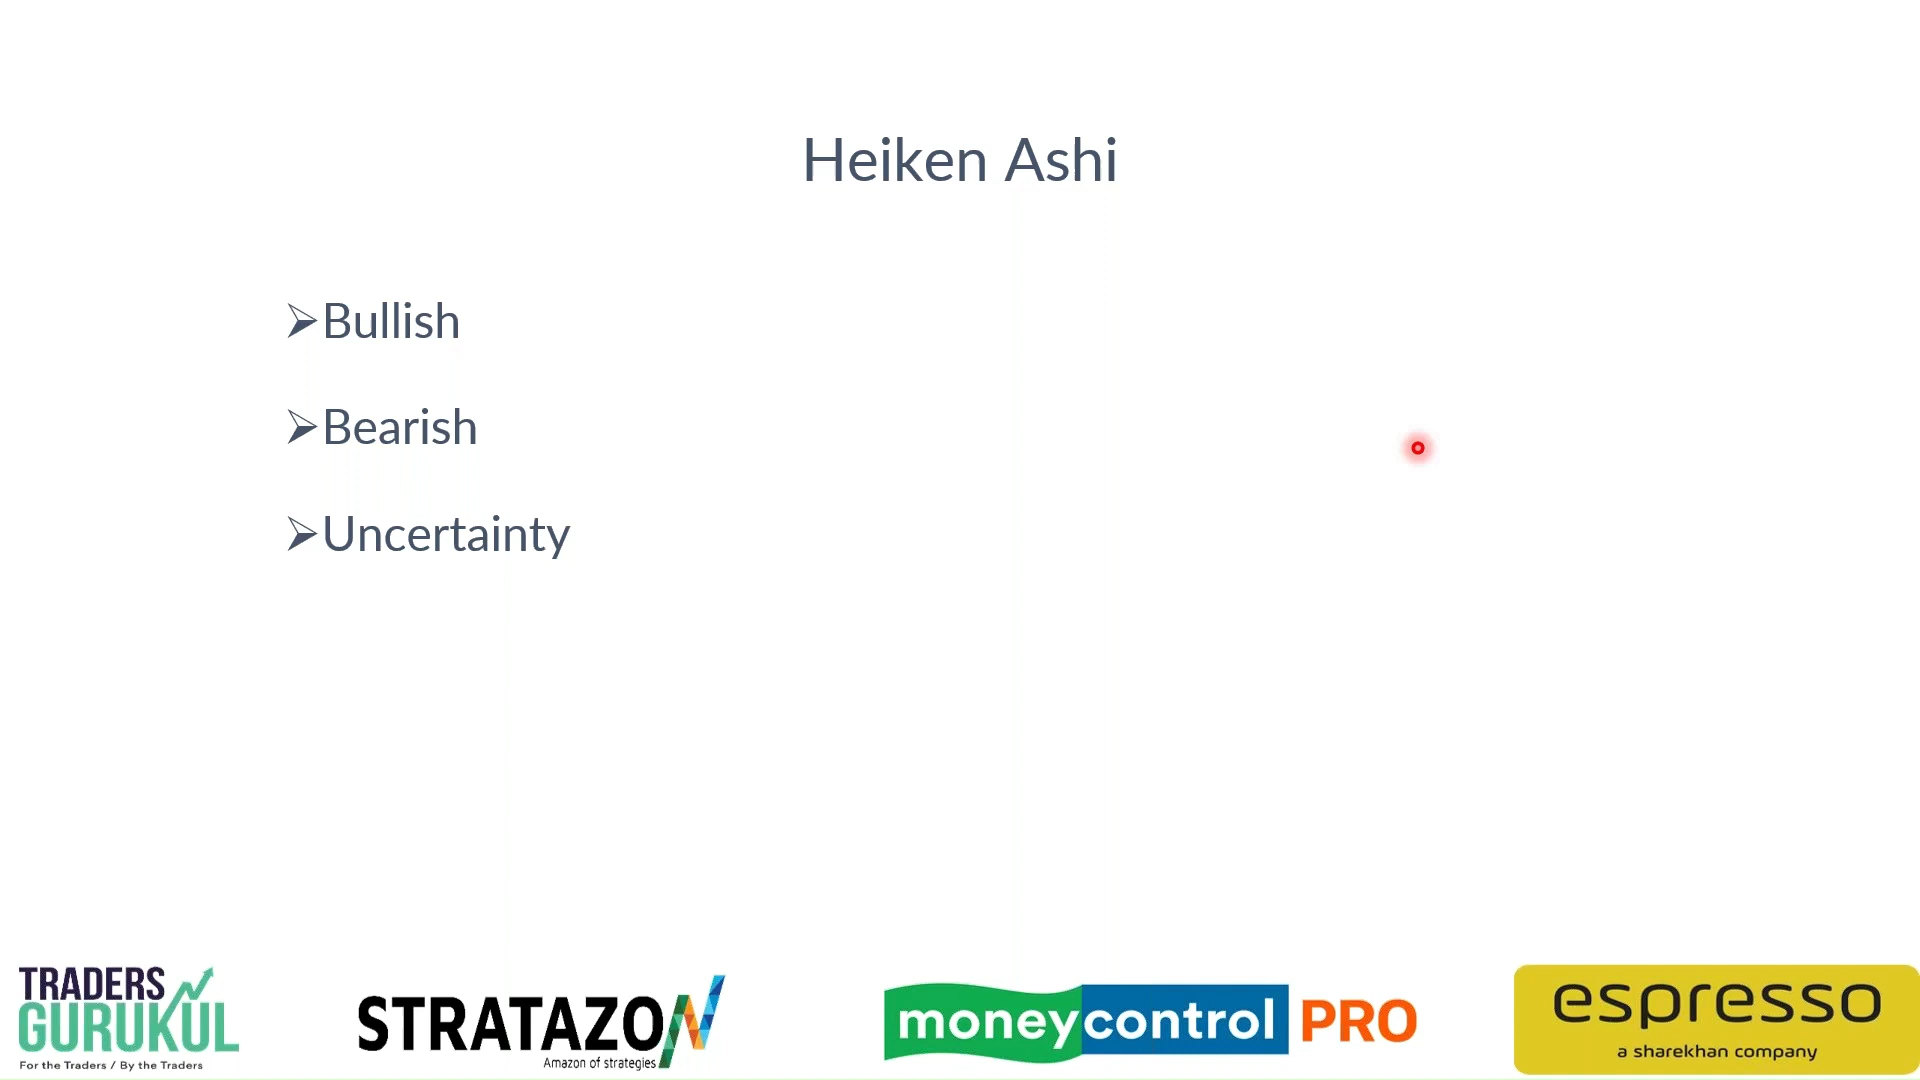 Heiken Ashi
Bullish
Bearish
Uncertainty
TRADERS
GURUKUL
For the Traders / By the Traders
STRATAZON
Amazon of strategies
moneycontrol PRO
espresso
a sharekhan company